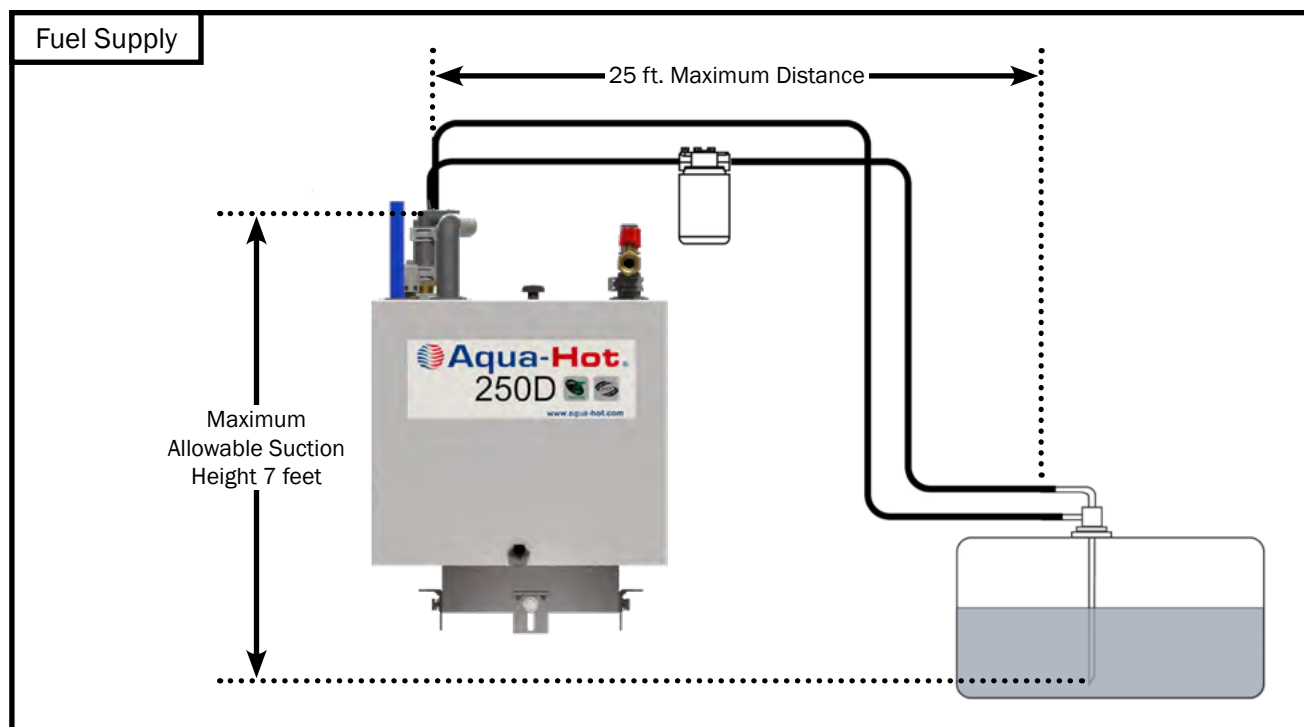 Fuel Supply
25 ft. Maximum Distance
Aqua-Hot
250D
www.aqua-hot.com
Maximum
Allowable Suction
Height 7 feet